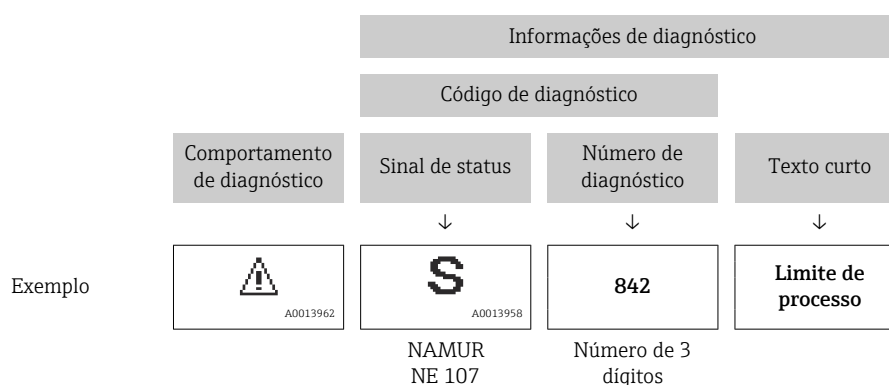 Informações de diagnóstico
Código de diagnóstico
Comportamento
de diagnóstico
Sinal de status
Número de
diagnóstico
Texto curto
↓ ↓ ↓
Exemplo
A0013962
S
A0013958
842
Limite de
processo
NAMUR
NE 107
Número de 3
dígitos